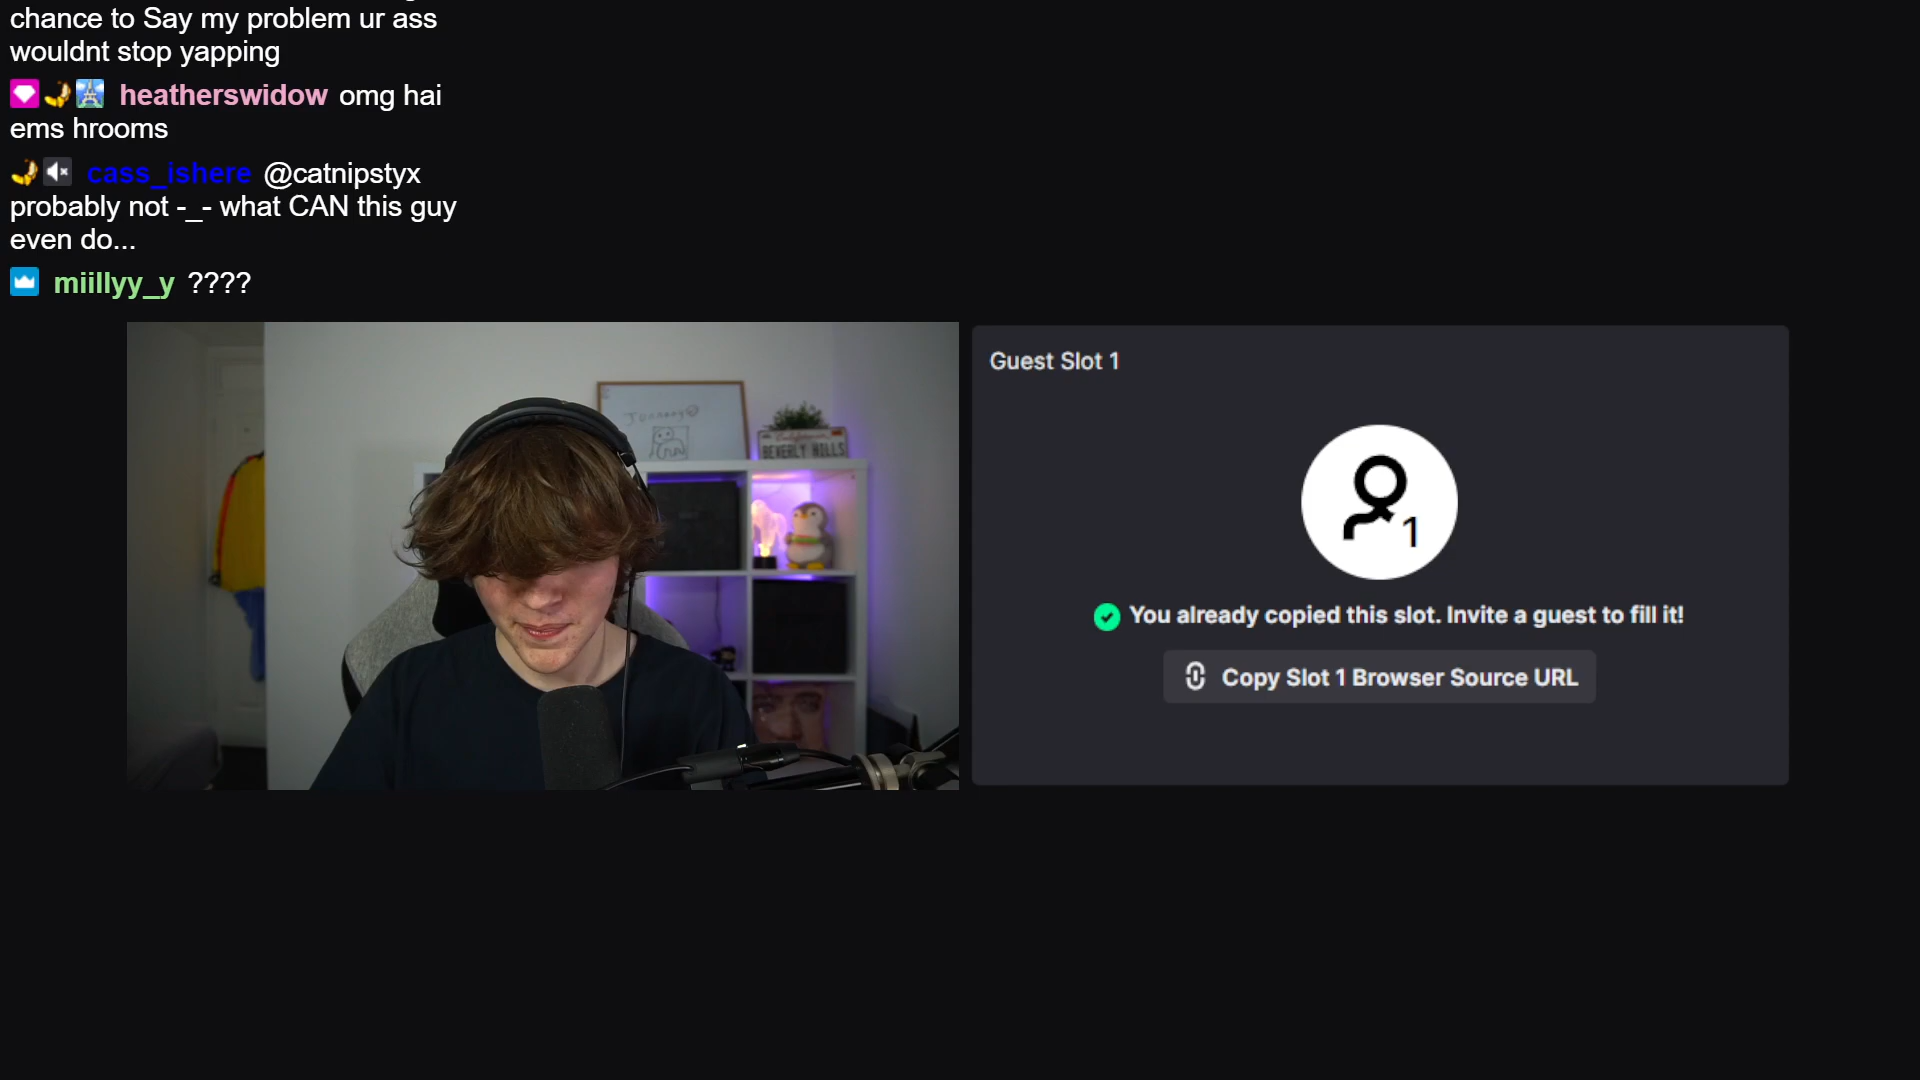 chance to Say my problem ur ass
wouldnt stop yapping
heatherswidow omg hai
ems hrooms
cass_ishere @catnipstyx
probably not -_- what CAN this guy
even do...
miillyy_y ????
Guest Slot 1
BEVERLY HILLS
1
You already copied this slot. Invite a guest to fill it!
Copy Slot 1 Browser Source URL